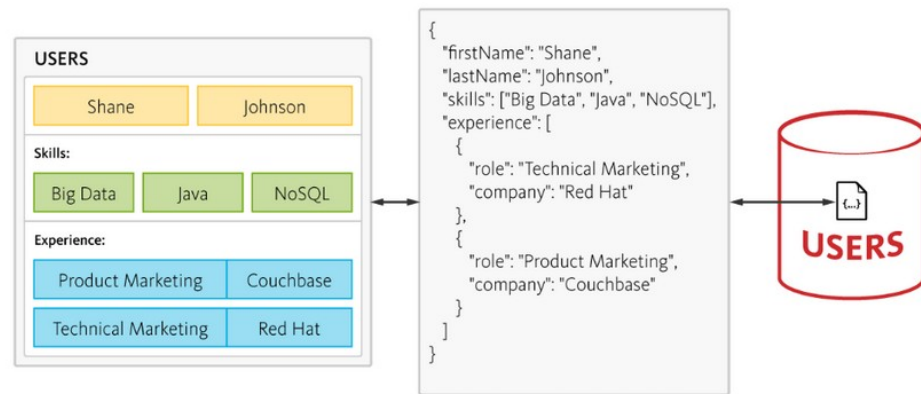 USERS
Shane Johnson
Skills:
Big Data Java NoSQL
Experience:
Product Marketing Couchbase
Technical Marketing Red Hat
{
"firstName": "Shane",
"lastName": "Johnson",
"skills": ["Big Data", "Java", "NoSQL"],
"experience": [
{
"role": "Technical Marketing",
"company": "Red Hat"
},
{
"role": "Product Marketing",
"company": "Couchbase"
}
]
}
{...}
USERS